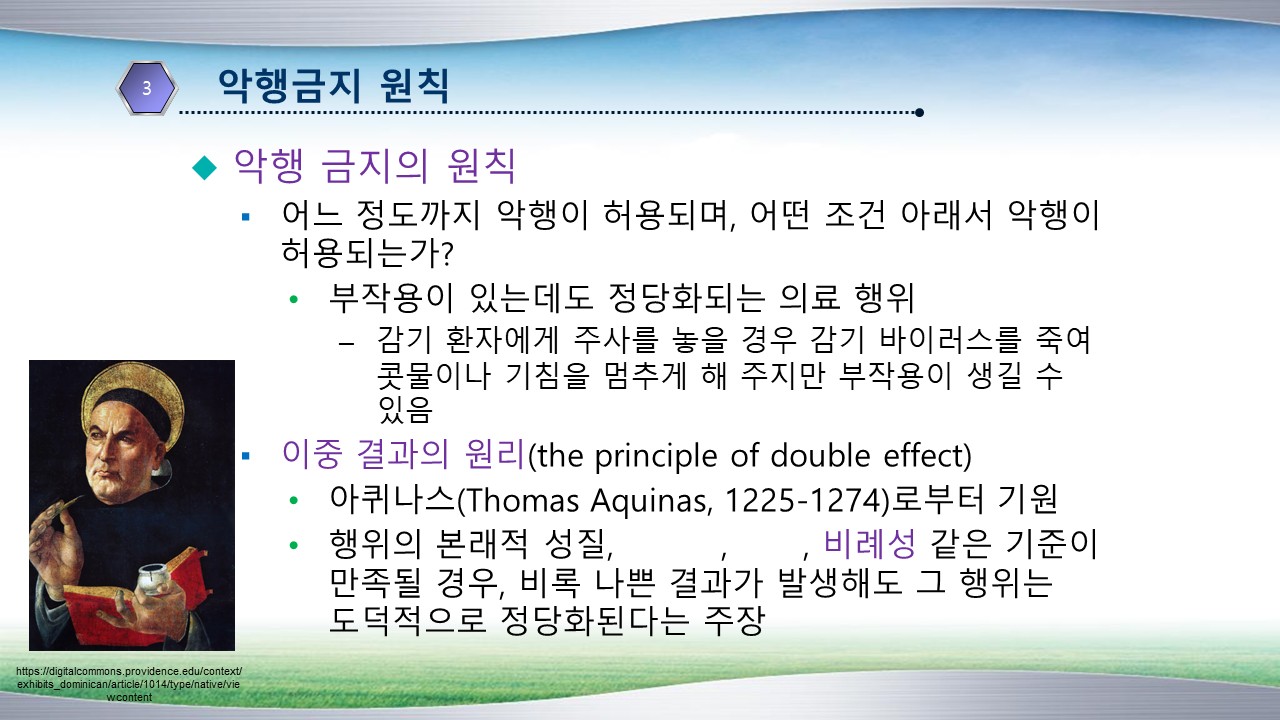 3
악행금지 원칙
악행 금지의 원칙
어느 정도까지 악행이 허용되며, 어떤 조건 아래서 악행이
허용되는가?
부작용이 있는데도 정당화되는 의료 행위
– 감기 환자에게 주사를 놓을 경우 감기 바이러스를 죽여
콧물이나 기침을 멈추게 해 주지만 부작용이 생길 수
있음
이중 결과의 원리(the principle of double effect)
아퀴나스(Thomas Aquinas, 1225-1274)로부터 기원
행위의 본래적 성질, , , 비례성 같은 기준이
만족될 경우, 비록 나쁜 결과가 발생해도 그 행위는
도덕적으로 정당화된다는 주장
https://digitalcommons.providence.edu/context/
exhibits_dominican/article/1014/type/native/vie
wcontent